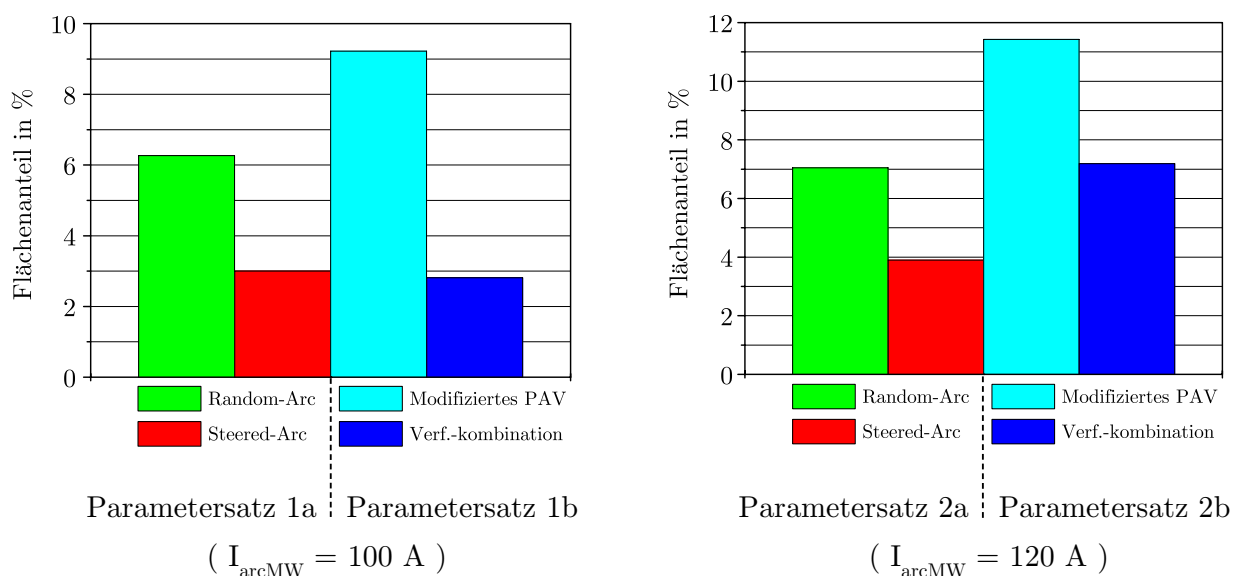 10
8
6
4
2
0
Flächenanteil in %
Random-Arc
Modifiziertes PAV
Steered-Arc
Verf.-kombination
Parametersatz 1a
Parametersatz 1b
( I_arcMW = 100 A )
12
10
8
6
4
2
0
Flächenanteil in %
Random-Arc
Modifiziertes PAV
Steered-Arc
Verf.-kombination
Parametersatz 2a
Parametersatz 2b
( I_arcMW = 120 A )